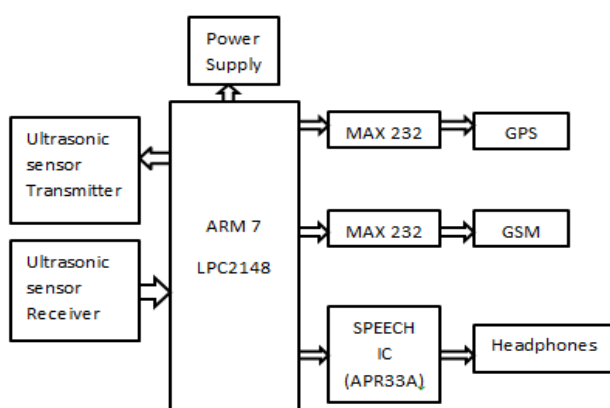 Power
Supply
Ultrasonic
sensor
Transmitter
MAX 232
GPS
ARM 7
LPC2148
MAX 232
GSM
Ultrasonic
sensor
Receiver
SPEECH
IC
(APR33A)
Headphones